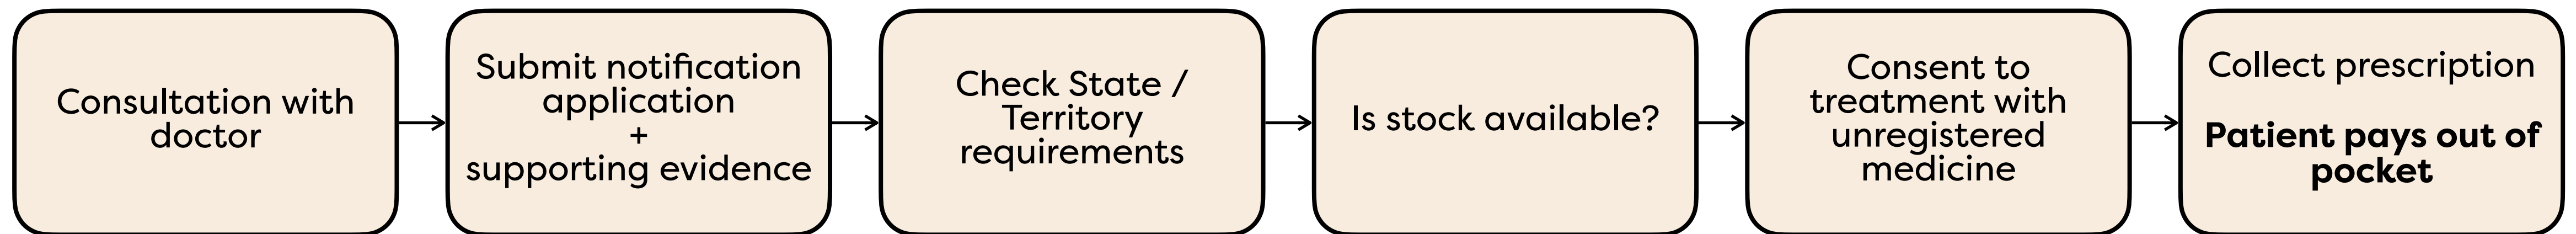 Consultation with
doctor
Submit notification
application
+
supporting evidence
Check State /
Territory
requirements
Is stock available?
Consent to
treatment with
unregistered
medicine
Collect prescription
Patient pays out of
pocket